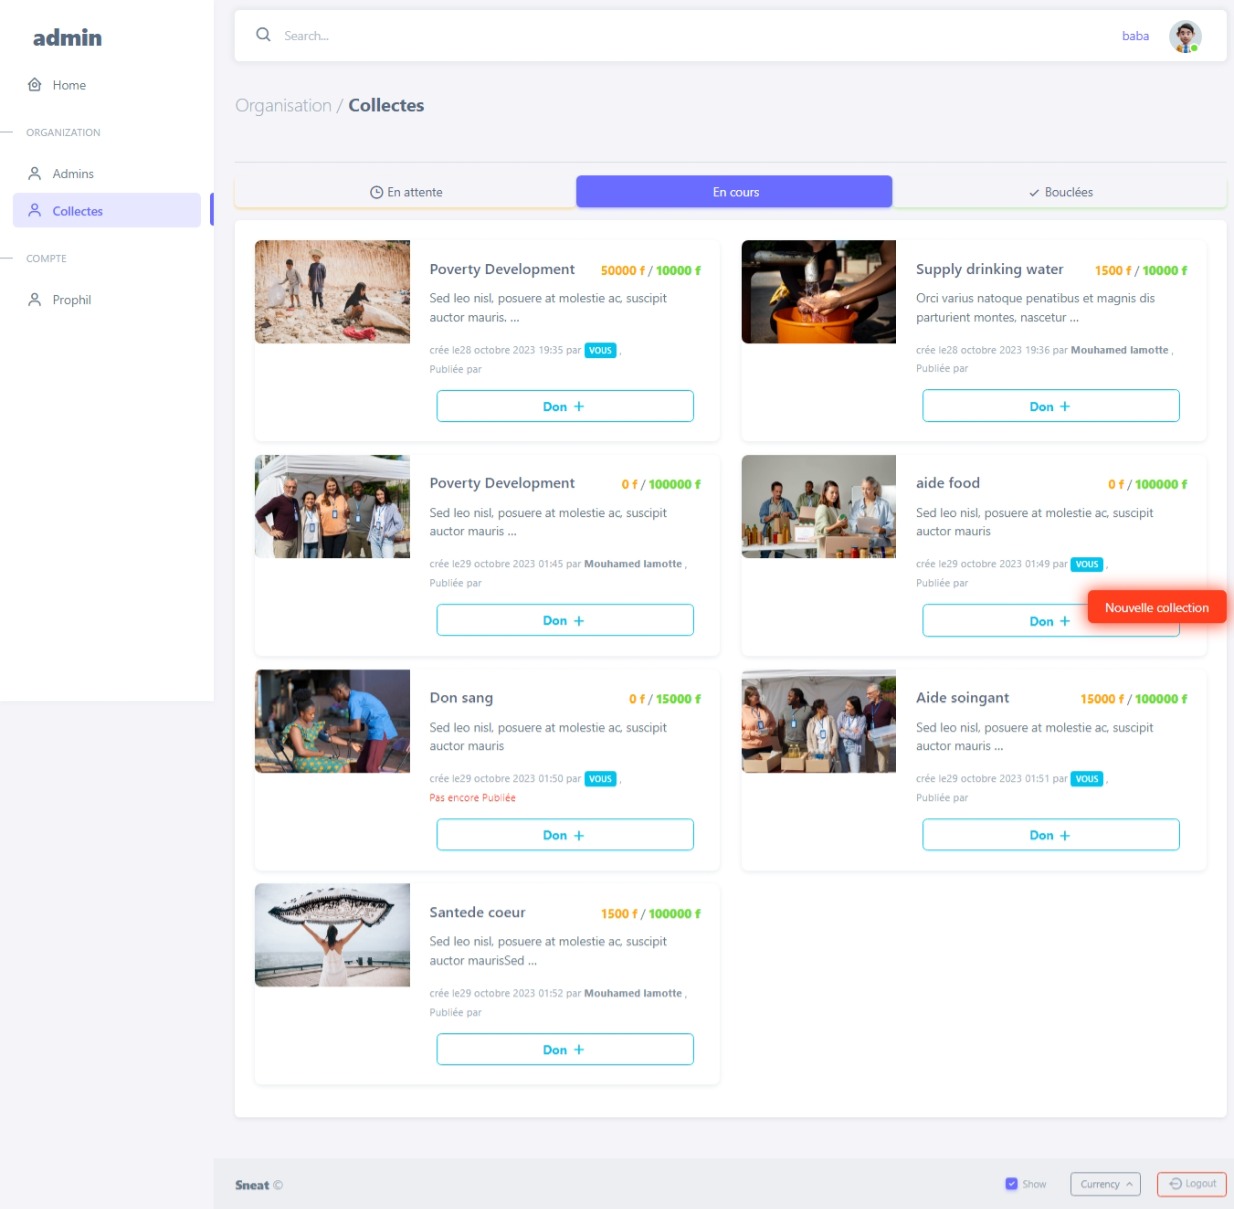 admin
Search...
baba
Home
Organisation / Collectes
ORGANIZATION
Admins
Collectes
COMPTE
Prophil
En attente
En cours
Bouclées
Poverty Development 50000 f / 10000 f
Sed leo nisl, posuere at molestie ac, suscipit
auctor mauris. ...
crée le28 octobre 2023 19:35 par VOUS ,
Publiée par
Don +
Supply drinking water 1500 f / 10000 f
Orci varius natoque penatibus et magnis dis
parturient montes, nascetur ...
crée le28 octobre 2023 19:36 par Mouhamed lamotte ,
Publiée par
Don +
Poverty Development 0 f / 100000 f
Sed leo nisl, posuere at molestie ac, suscipit
auctor mauris ...
crée le29 octobre 2023 01:45 par Mouhamed lamotte ,
Publiée par
Don +
aide food 0 f / 100000 f
Sed leo nisl, posuere at molestie ac, suscipit
auctor mauris
crée le29 octobre 2023 01:49 par VOUS ,
Publiée par
Don +
Nouvelle collection
Don sang 0 f / 15000 f
Sed leo nisl, posuere at molestie ac, suscipit
auctor mauris
crée le29 octobre 2023 01:50 par VOUS ,
Pas encore Publiée
Don +
Aide soingant 15000 f / 100000 f
Sed leo nisl, posuere at molestie ac, suscipit
auctor mauris ...
crée le29 octobre 2023 01:51 par VOUS ,
Publiée par
Don +
Santede coeur 1500 f / 100000 f
Sed leo nisl, posuere at molestie ac, suscipit
auctor maurisSed ...
crée le29 octobre 2023 01:52 par Mouhamed lamotte ,
Publiée par
Don +
Sneat ©
Show
Currency
Logout